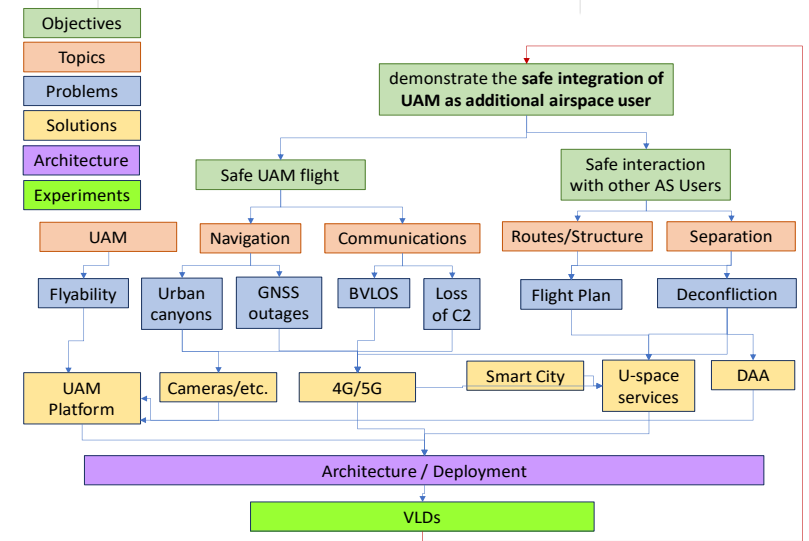 Objectives
Topics
Problems
Solutions
Architecture
Experiments
demonstrate the safe integration of
UAM as additional airspace user
Safe UAM flight
Safe interaction
with other AS Users
UAM
Navigation
Communications
Routes/Structure
Separation
Flyability
Urban
canyons
GNSS
outages
BVLOS
Loss
of C2
Flight Plan
Deconfliction
UAM
Platform
Cameras/etc.
4G/5G
Smart City
U-space
services
DAA
Architecture / Deployment
VLDs